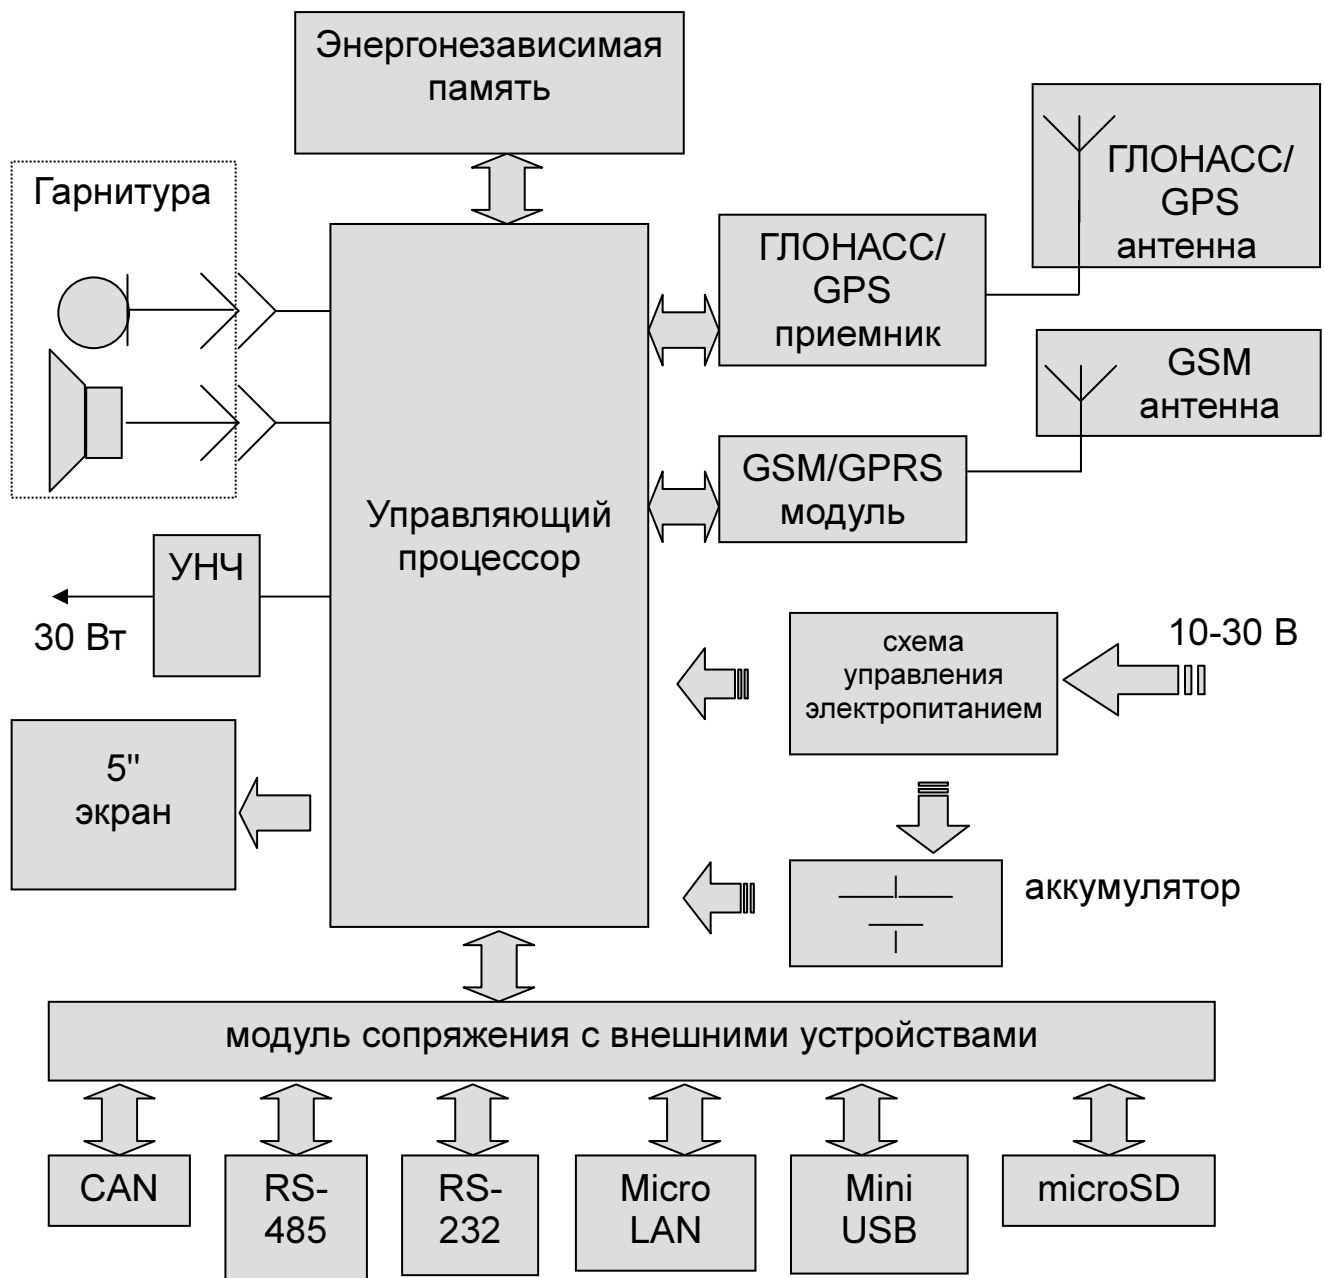 Энергонезависимая
память
Гарнитура
ГЛОНАСС/
GPS
антенна
ГЛОНАСС/
GPS
приемник
GSM
антенна
GSM/GPRS
модуль
Управляющий
процессор
УНЧ
30 Вт
схема
управления
электропитанием
10-30 В
5"
экран
аккумулятор
модуль сопряжения с внешними устройствами
CAN
RS-
485
RS-
232
Micro
LAN
Mini
USB
microSD